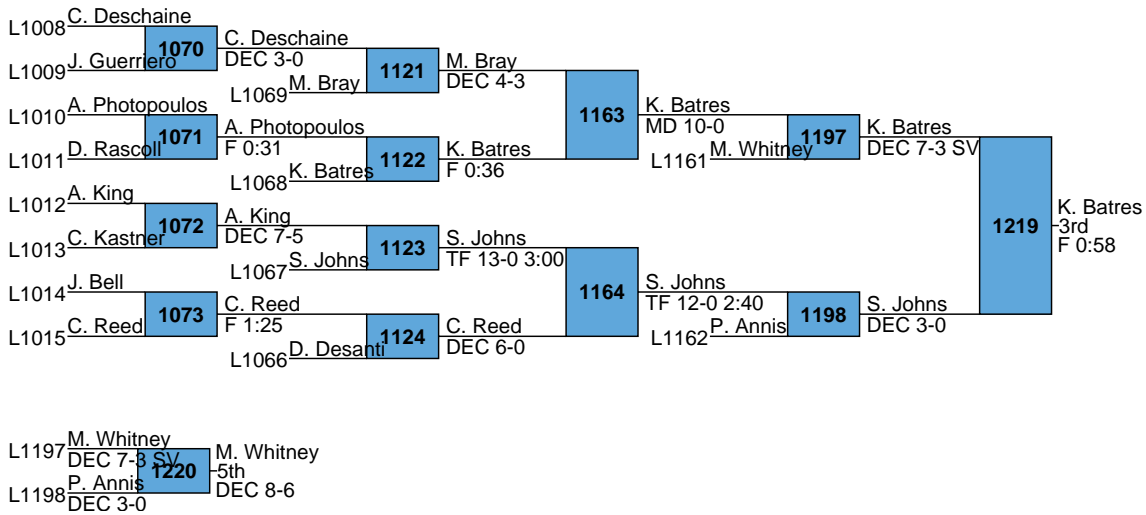 L1008 C. Deschaine
1070
C. Deschaine
DEC 3-0
L1009 J. Guerriero
1121
M. Bray
DEC 4-3
L1069 M. Bray
1163
K. Batres
MD 10-0
L1010 A. Photopoulos
1071
A. Photopoulos
F 0:31
L1011 D. Rascoll
1122
K. Batres
F 0:36
L1068 K. Batres
1197
K. Batres
DEC 7-3 SV
L1161 M. Whitney
L1012 A. King
1072
A. King
DEC 7-5
L1013 C. Kastner
1123
S. Johns
TF 13-0 3:00
L1067 S. Johns
1219
K. Batres
3rd
F 0:58
L1014 J. Bell
1073
C. Reed
F 1:25
L1015 C. Reed
1124
C. Reed
DEC 6-0
L1066 D. Desanti
1164
S. Johns
TF 12-0 2:40
1198
S. Johns
DEC 3-0
L1162 P. Annis
L1197 M. Whitney
DEC 7-3 SV
1220
M. Whitney
5th
DEC 8-6
L1198 P. Annis
DEC 3-0